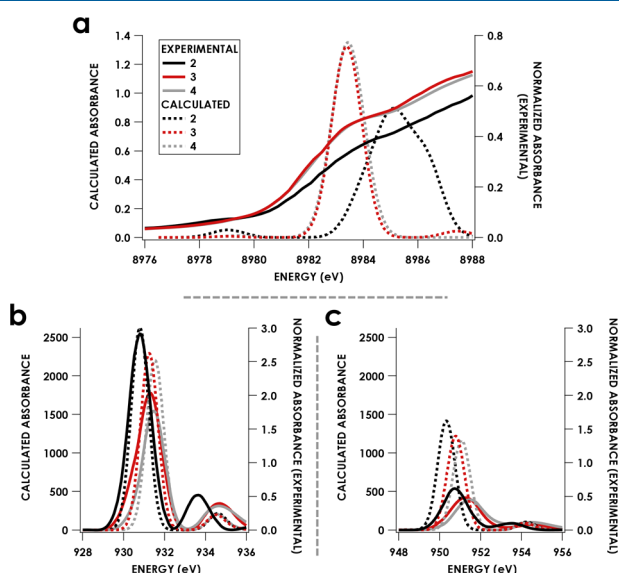 a
CALCULATED ABSORBANCE
1.4
1.2
1.0
0.8
0.6
0.4
0.2
0.0
EXPERIMENTAL
2
3
4
CALCULATED
2
3
4
0.8
0.6
0.4
0.2
0.0
NORMALIZED ABSORBANCE
(EXPERIMENTAL)
8976 8978 8980 8982 8984 8986 8988
ENERGY (eV)
b
CALCULATED ABSORBANCE
2500
2000
1500
1000
500
0
3.0
2.5
2.0
1.5
1.0
0.5
0.0
NORMALIZED ABSORBANCE (EXPERIMENTAL)
928 930 932 934 936
ENERGY (eV)
c
CALCULATED ABSORBANCE
2500
2000
1500
1000
500
0
3.0
2.5
2.0
1.5
1.0
0.5
0.0
NORMALIZED ABSORBANCE (EXPERIMENTAL)
948 950 952 954 956
ENERGY (eV)